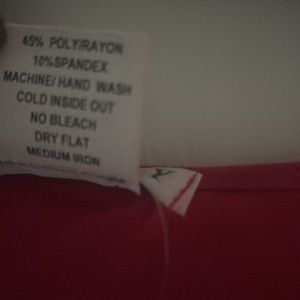 45% POLY/RAYON
10%SPANDEX
MACHINE/ HAND WASH
COLD INSIDE OUT
NO BLEACH
DRY FLAT
MEDIUM IRON